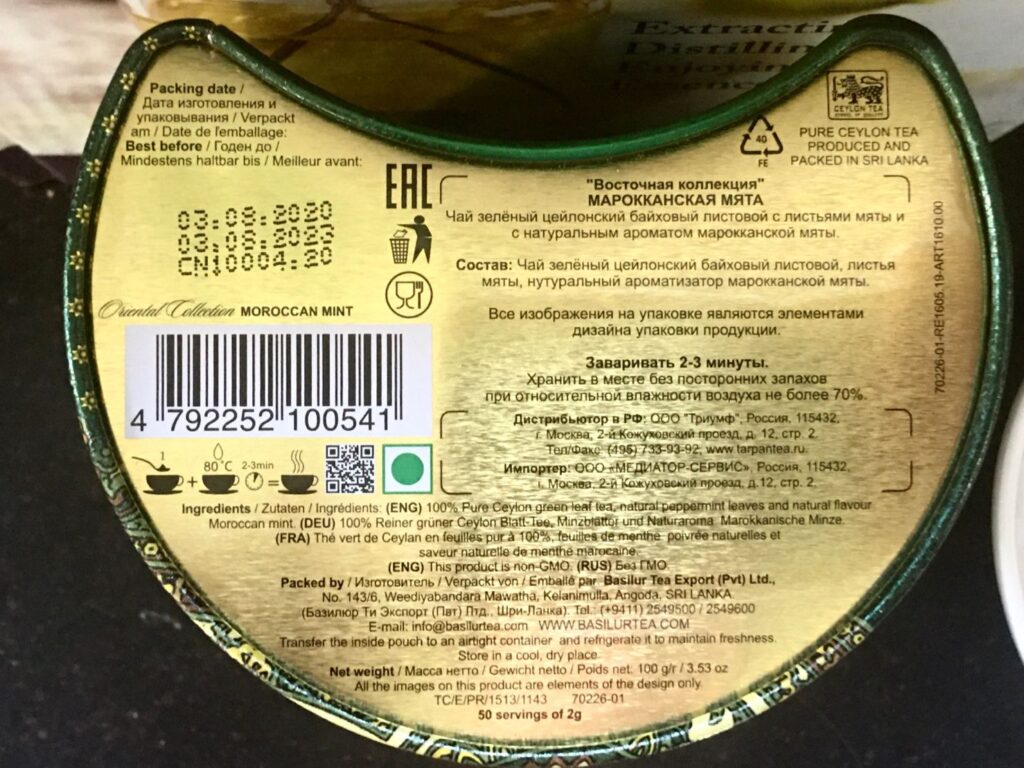 Extracti
Distillin
Enjoyin
Packing date /
Дата изготовления и
упаковывания / Verpackt
am / Date de l'emballage:
Best before / Годен до /
Mindestens haltbar bis / Meilleur avant:
03.08.2020
03.08.2023
CN10004.20
Oriental Collection MOROCCAN MINT
4 792252 100541
1
80°C 2-3min
EAC
CEYLON TEA
SYMBOL OF QUALITY
40
FE
PURE CEYLON TEA
PRODUCED AND
PACKED IN SRI LANKA
"Восточная коллекция"
МАРОККАНСКАЯ МЯТА
Чай зелёный цейлонский байховый листовой с листьями мяты и
с натуральным ароматом марокканской мяты.
Состав: Чай зелёный цейлонский байховый листовой, листья
мяты, нутуральный ароматизатор марокканской мяты.
Все изображения на упаковке являются элементами
дизайна упаковки продукции.
Заваривать 2-3 минуты.
Хранить в месте без посторонних запахов
при относительной влажности воздуха не более 70%.
Дистрибьютор в РФ: ООО "Триумф", Россия, 115432,
г. Москва, 2-й Кожуховский проезд, д. 12, стр. 2.
Тел/Факс: (495) 733-93-92, www.tarpantea.ru.
Импортер: ООО «МЕДИАТОР-СЕРВИС», Россия, 115432,
г. Москва, 2-й Кожуховский проезд, д.12, стр. 2.
70226-01-RE1606.19-ART1610.00
Ingredients / Zutaten / Ingrédients: (ENG) 100% Pure Ceylon green leaf tea, natural peppermint leaves and natural flavour
Moroccan mint. (DEU) 100% Reiner grüner Ceylon Blatt-Tee, Minzblätter und Naturaroma Marokkanische Minze.
(FRA) Thé vert de Ceylan en feuilles pur à 100%, feuilles de menthe poivrée naturelles et
saveur naturelle de menthe marocaine.
(ENG) This product is non-GMO. (RUS) Без ГМО.
Packed by / Изготовитель / Verpackt von / Emballé par Basilur Tea Export (Pvt) Ltd.,
No. 143/6, Weediyabandara Mawatha, Kelanimulla, Angoda, SRI LANKA.
(Базилюр Ти Экспорт (Пвт) Лтд., Шри-Ланка). Tel.: (+9411) 2549500 / 2549600
E-mail: info@basilurtea.com WWW.BASILURTEA.COM
Transfer the inside pouch to an airtight container and refrigerate it to maintain freshness.
Store in a cool, dry place.
Net weight / Масса нетто / Gewicht netto / Poids net. 100 g/г / 3.53 oz
All the images on this product are elements of the design only.
TC/E/PR/1513/1143 70226-01
50 servings of 2g